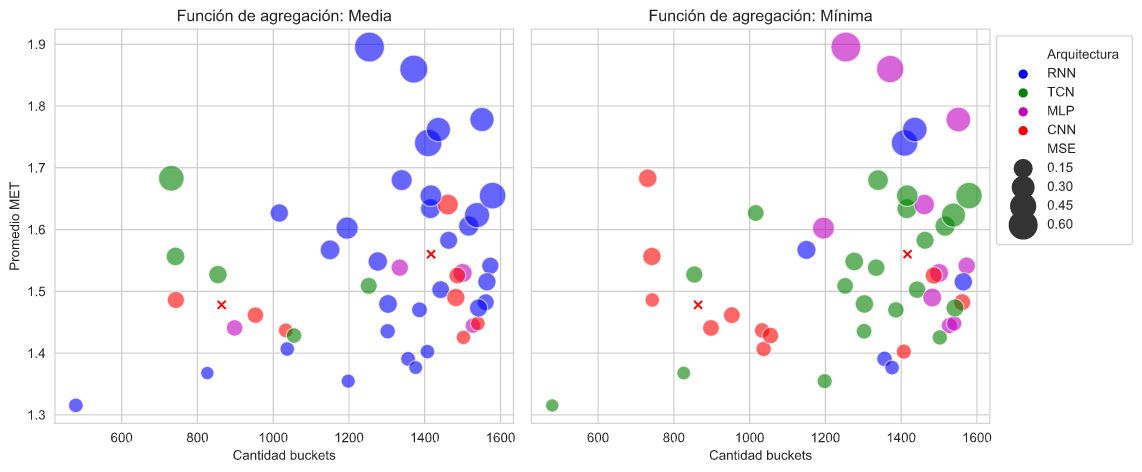 Función de agregación: Media
Función de agregación: Mínima
1.9
1.8
1.7
1.6
1.5
1.4
1.3
Promedio MET
600
800
1000
1200
1400
1600
Cantidad buckets
600
800
1000
1200
1400
1600
Cantidad buckets
Arquitectura
RNN
TCN
MLP
CNN
MSE
0.15
0.30
0.45
0.60